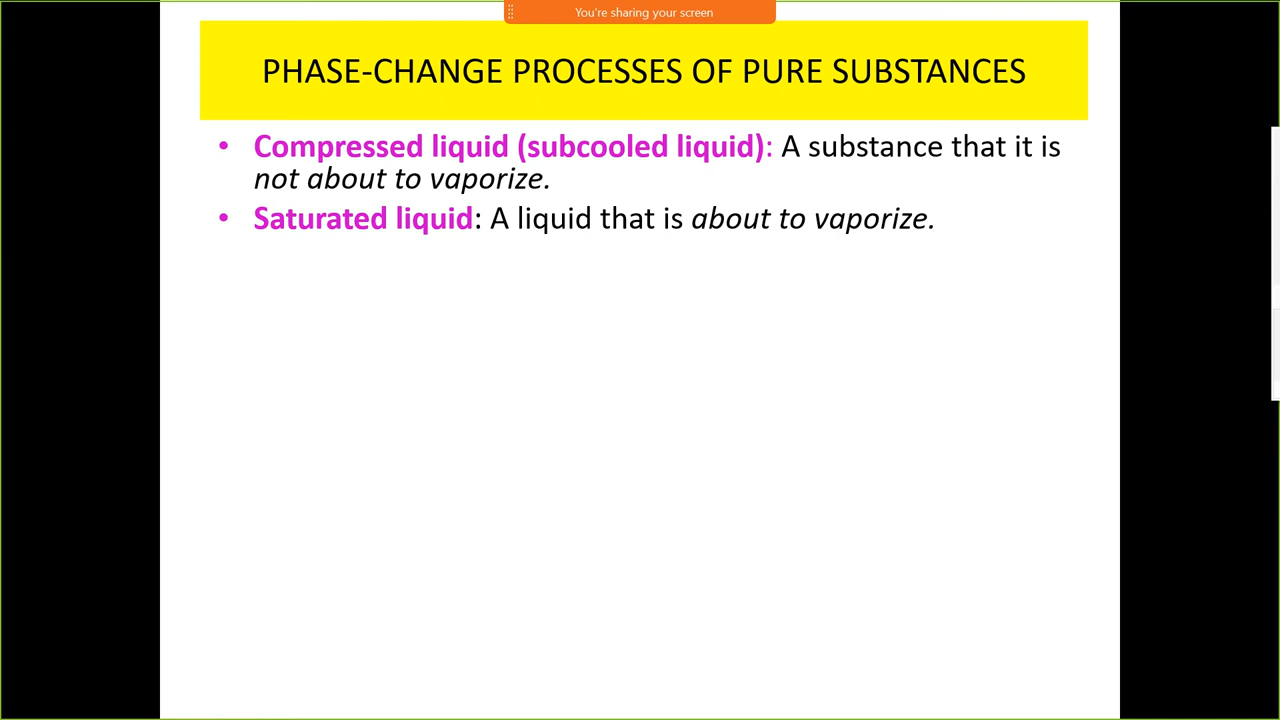 You're sharing your screen
PHASE-CHANGE PROCESSES OF PURE SUBSTANCES
• Compressed liquid (subcooled liquid): A substance that it is
not about to vaporize.
• Saturated liquid: A liquid that is about to vaporize.